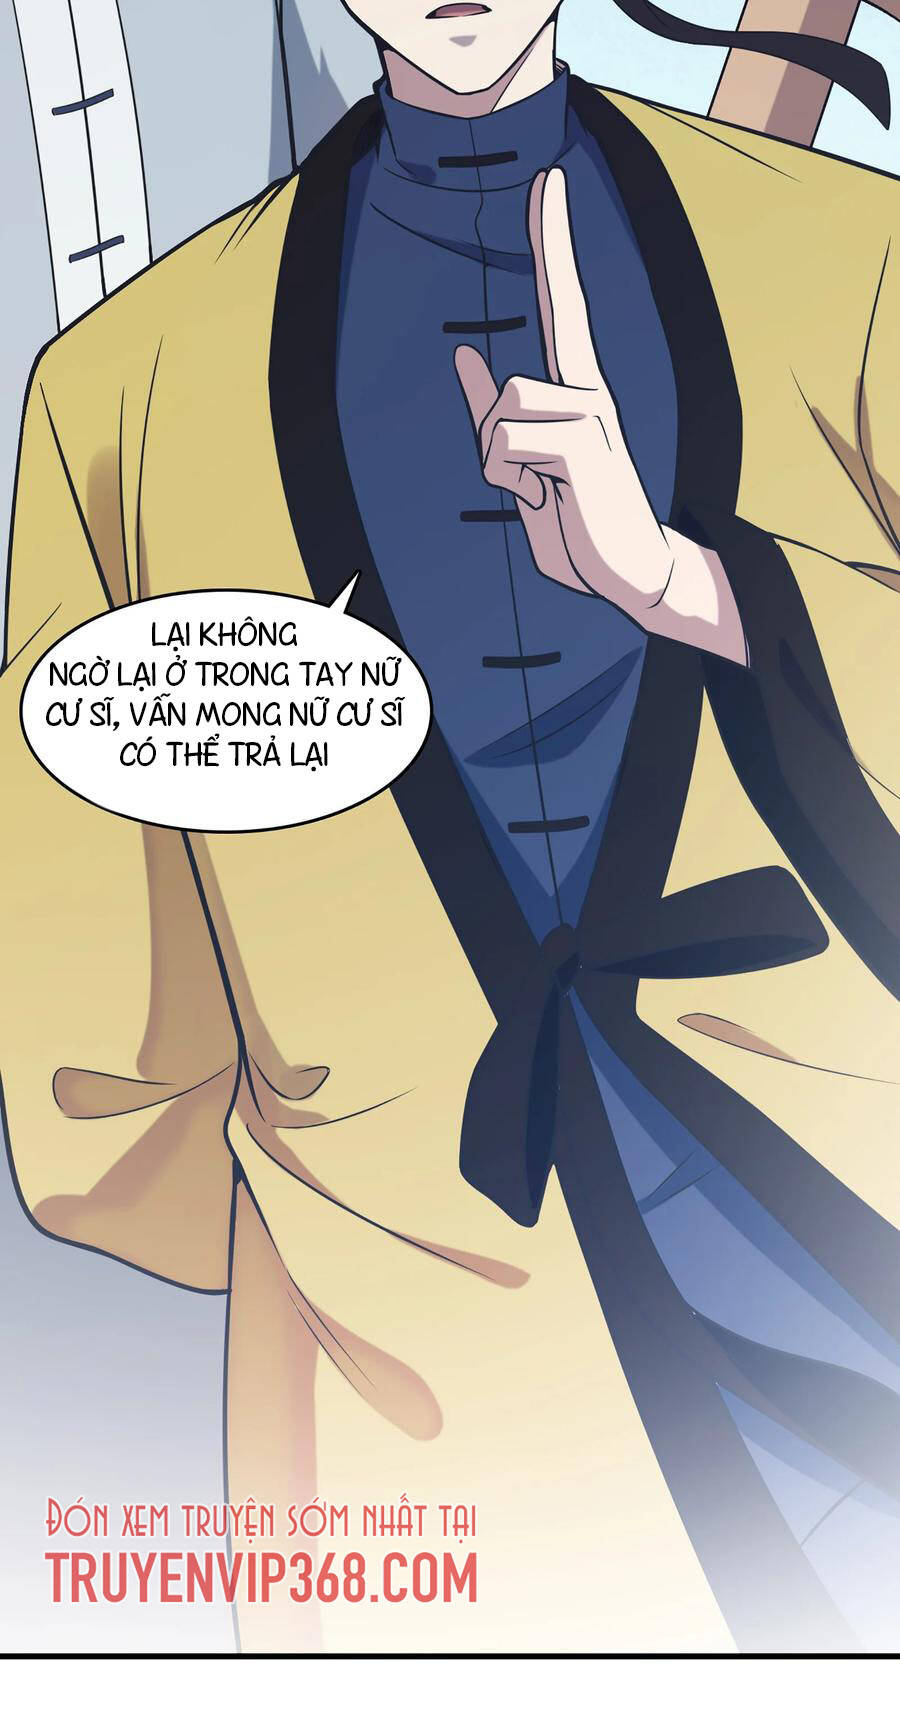 LẠI KHÔNG
NGỜ LẠI Ở TRONG TAY NỮ
CƯ SĨ, VẪN MONG NỮ CƯ SĨ
CÓ THỂ TRẢ LẠI
ĐÓN XEM TRUYỆN SỚM NHẤT TẠI
TRUYENVIP368.COM